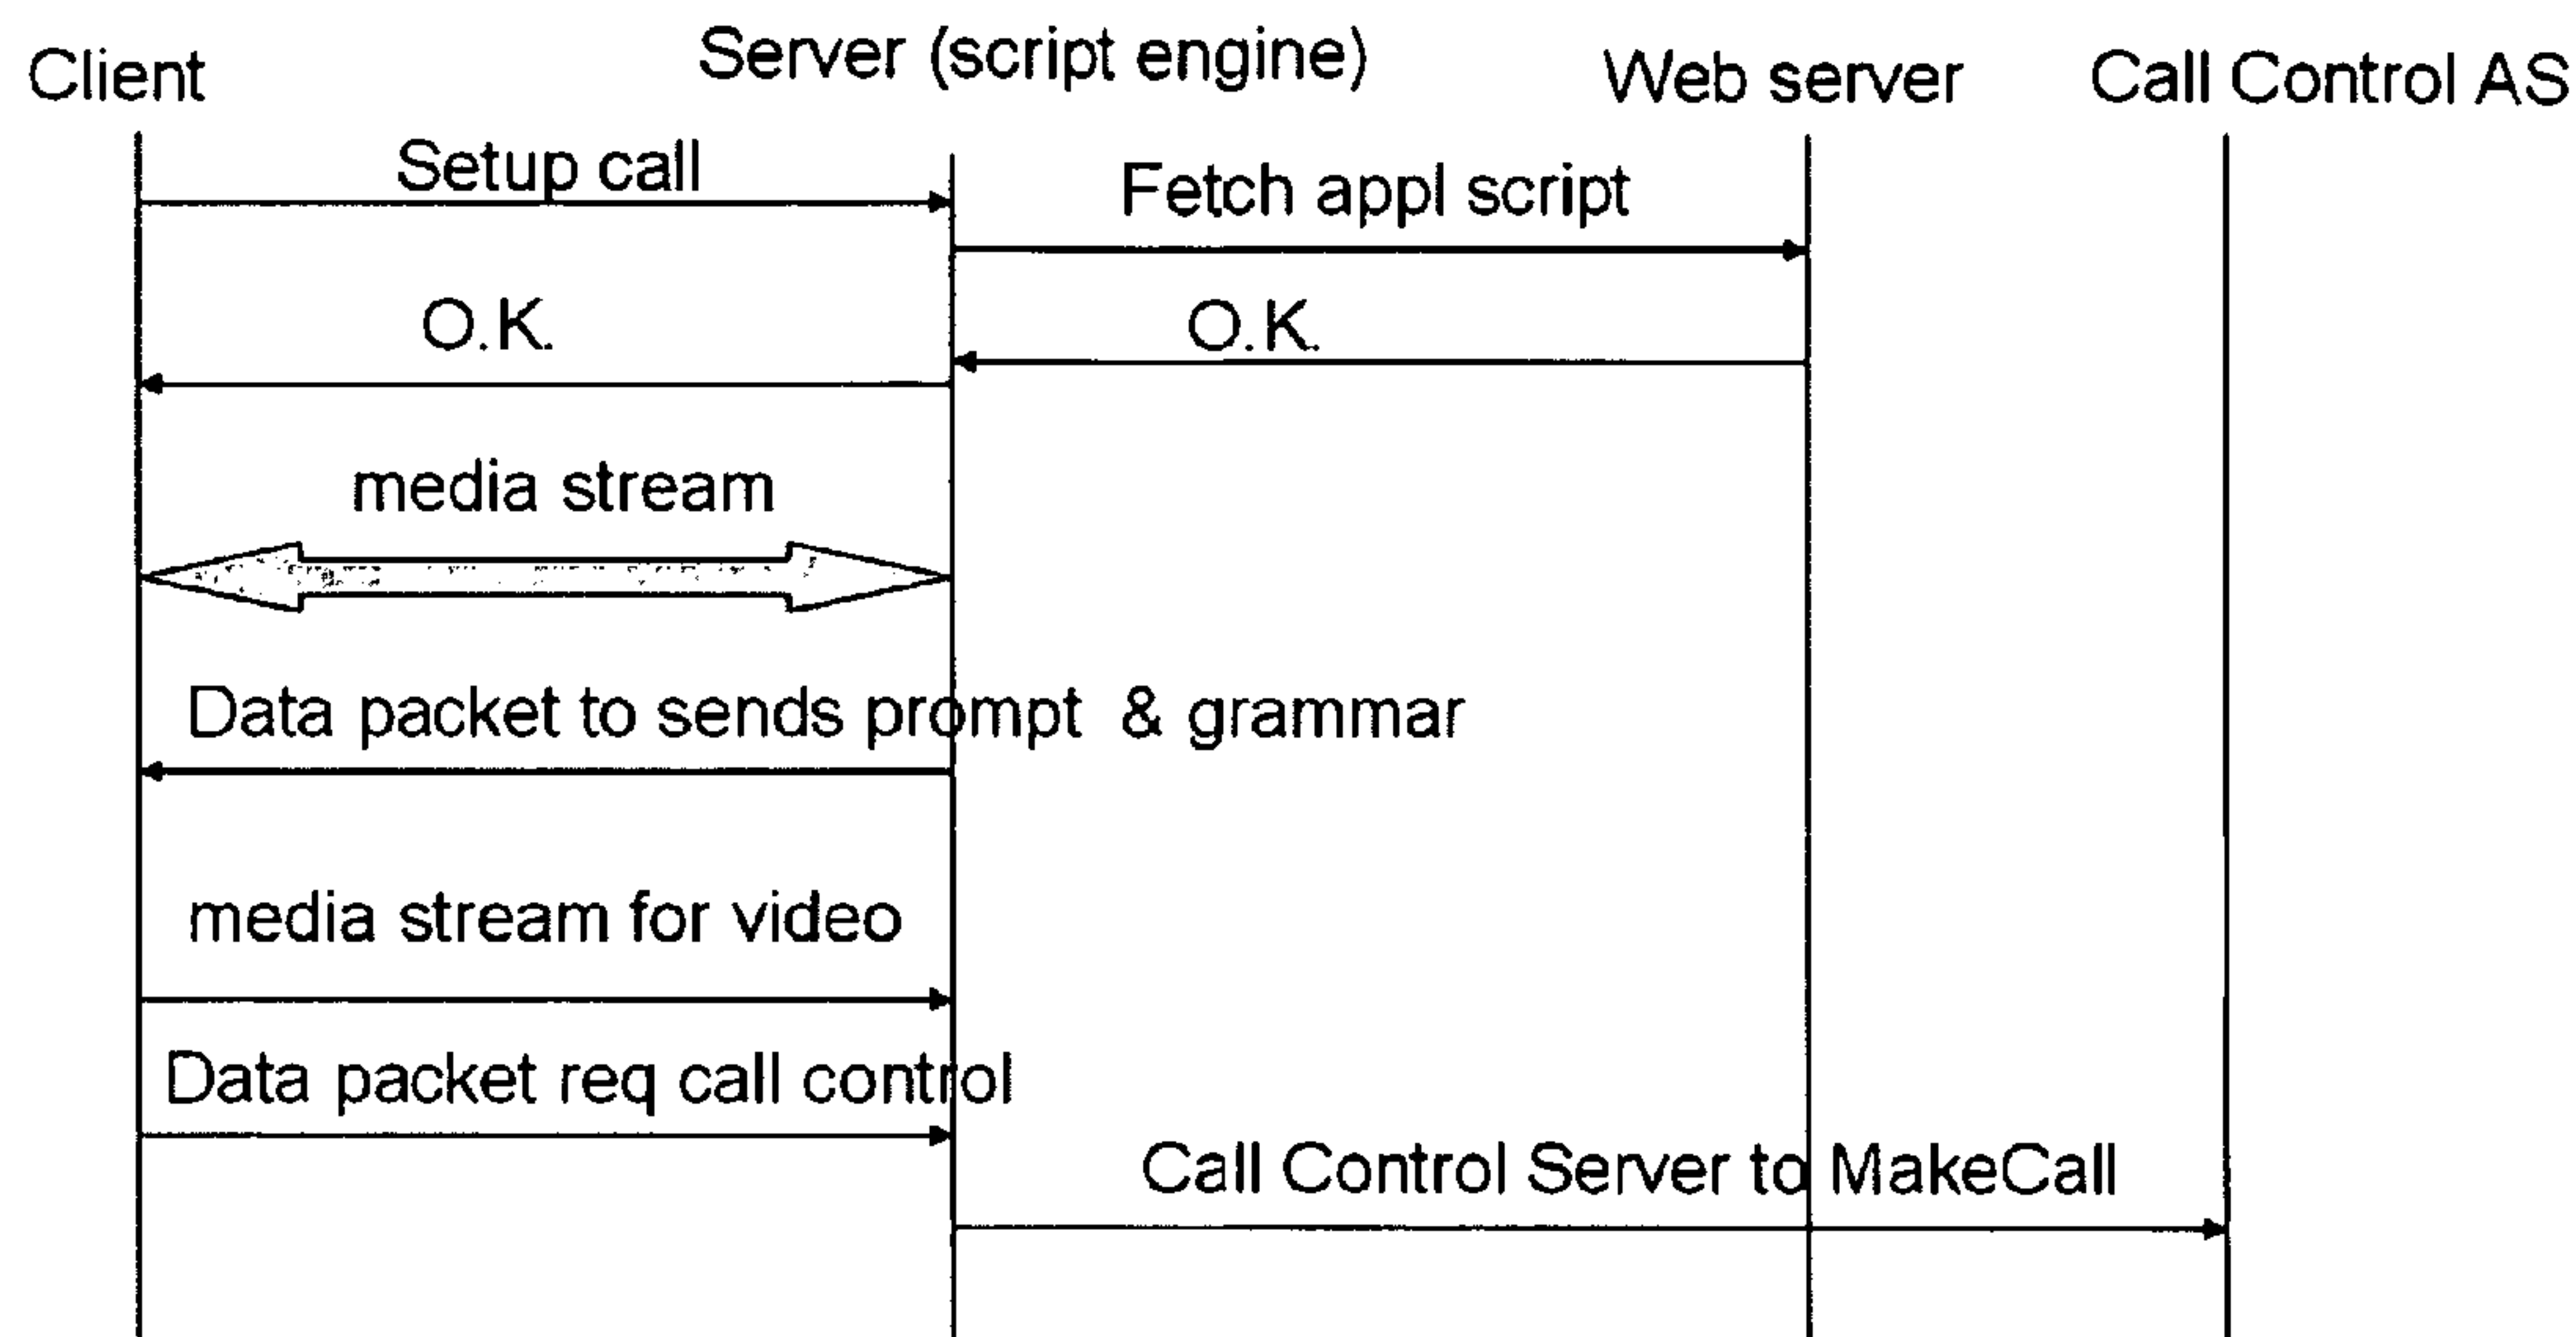 Client
Server (script engine)
Web server
Call Control AS
Setup call
Fetch appl script
O.K.
O.K.
media stream
Data packet to sends prompt & grammar
media stream for video
Data packet req call control
Call Control Server to MakeCall